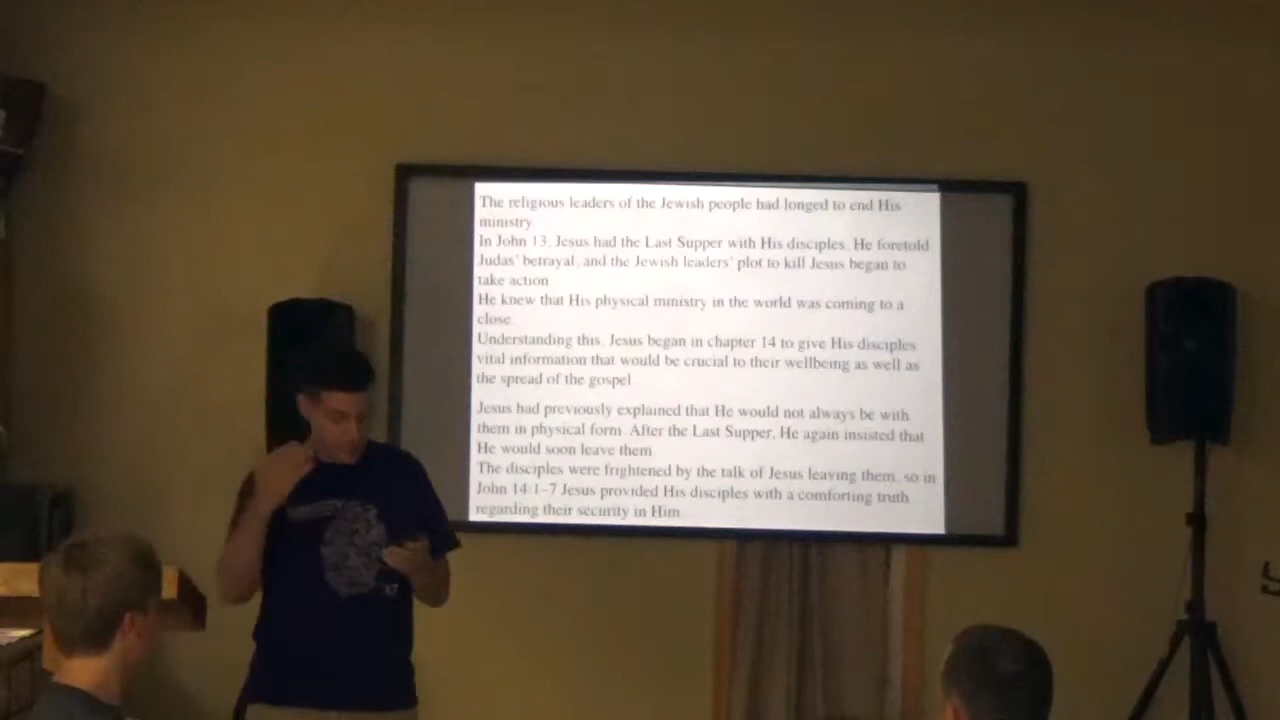 The religious leaders of the Jewish people had longed to end His
ministry.
In John 13, Jesus had the Last Supper with His disciples. He foretold
Judas' betrayal, and the Jewish leaders' plot to kill Jesus began to
take action.
He knew that His physical ministry in the world was coming to a
close.
Understanding this, Jesus began in chapter 14 to give His disciples
vital information that would be crucial to their wellbeing as well as
the spread of the gospel.
Jesus had previously explained that He would not always be with
them in physical form. After the Last Supper, He again insisted that
He would soon leave them.
The disciples were frightened by the talk of Jesus leaving them, so in
John 14:1–7 Jesus provided His disciples with a comforting truth
regarding their security in Him.